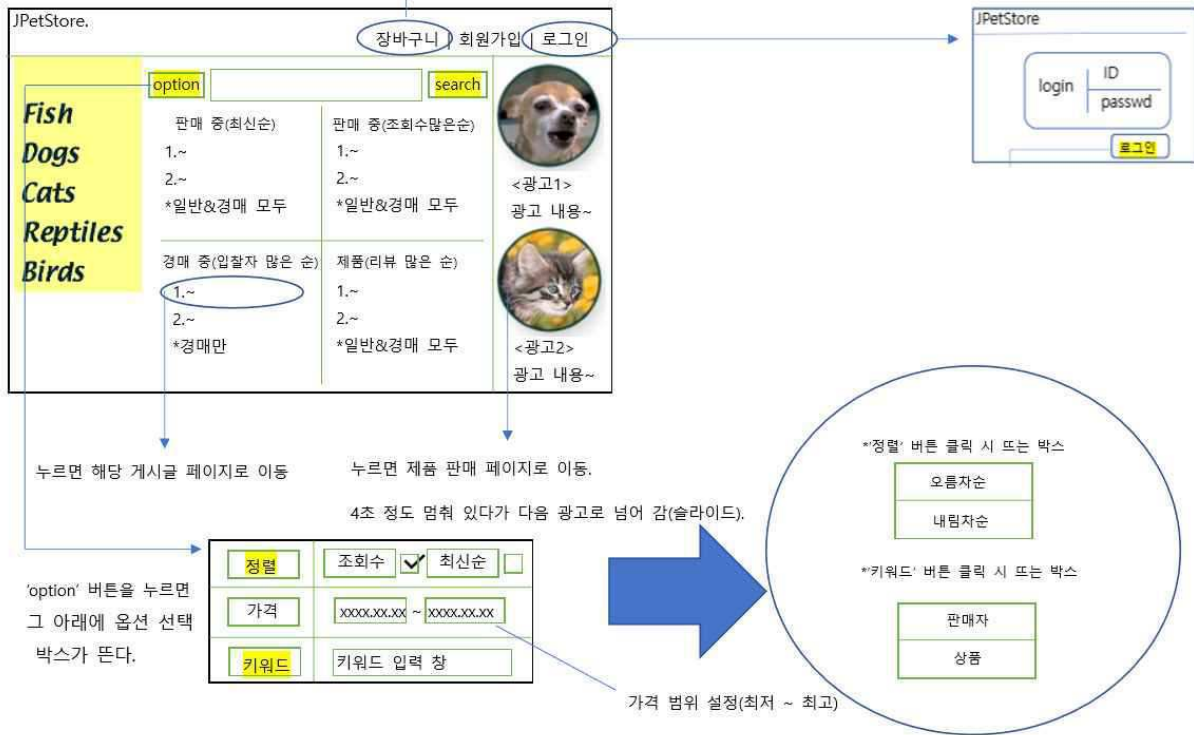 JPetStore.
장바구니 | 회원가입 | 로그인
Fish
Dogs
Cats
Reptiles
Birds
option
search
판매 중(최신순)
1.~
2.~
*일반&경매 모두
판매 중(조회수많은순)
1.~
2.~
*일반&경매 모두
경매 중(입찰자 많은 순)
1.~
2.~
*경매만
제품(리뷰 많은 순)
1.~
2.~
*일반&경매 모두
<광고1>
광고 내용~
<광고2>
광고 내용~
JPetStore
login
ID
passwd
로그인
누르면 해당 게시글 페이지로 이동
누르면 제품 판매 페이지로 이동.
4초 정도 멈춰 있다가 다음 광고로 넘어 감(슬라이드).
'option' 버튼을 누르면
그 아래에 옵션 선택
박스가 뜬다.
정렬
조회수
최신순
가격
xxxx.xx.xx ~ xxxx.xx.xx
키워드
키워드 입력 창
가격 범위 설정(최저 ~ 최고)
*'정렬' 버튼 클릭 시 뜨는 박스
오름차순
내림차순
*'키워드' 버튼 클릭 시 뜨는 박스
판매자
상품